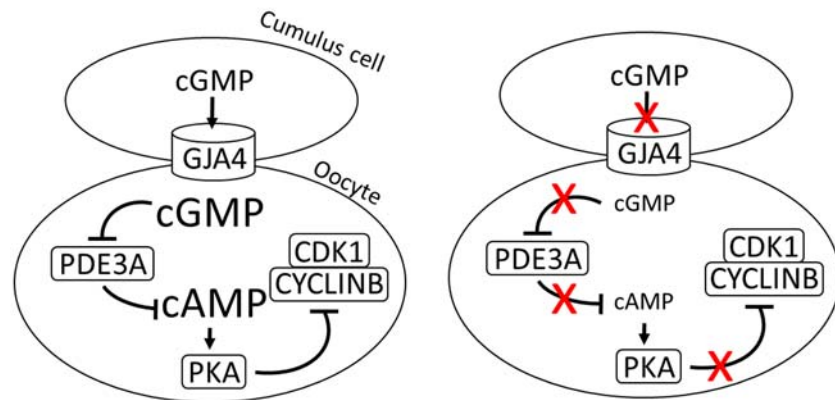 Cumulus cell
cGMP
GJA4
Oocyte
cGMP
PDE3A
CDK1
CYCLINB
cAMP
PKA
cGMP
GJA4
cGMP
PDE3A
CDK1
CYCLINB
cAMP
PKA